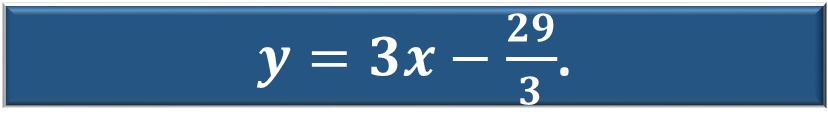 y = 3x − 29/3.